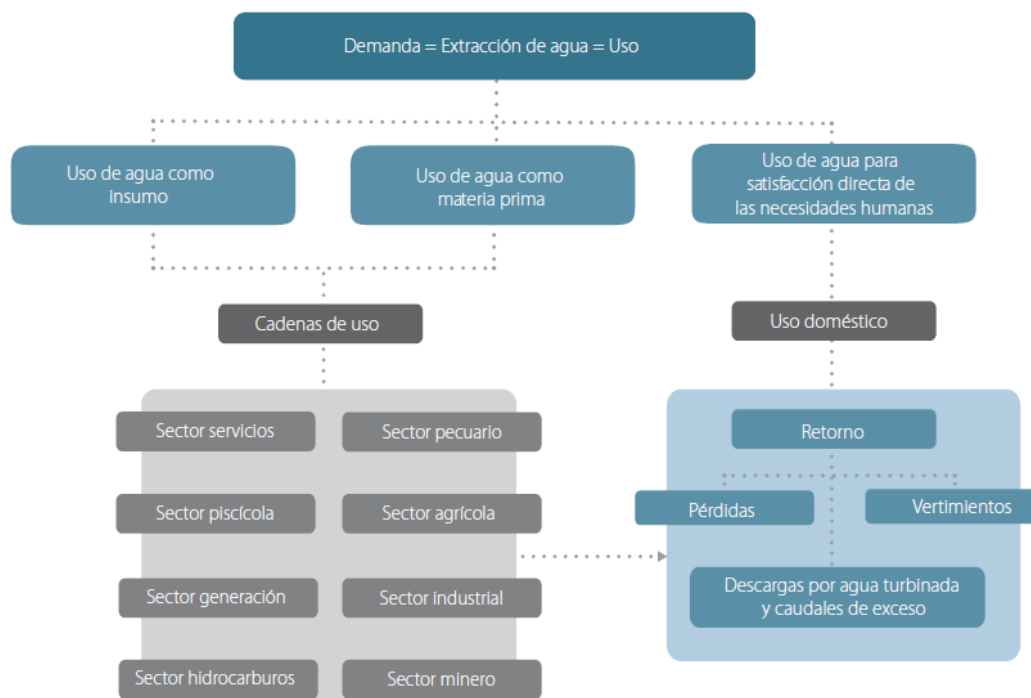 Demanda = Extracción de agua = Uso
Uso de agua como
insumo
Uso de agua como
materia prima
Uso de agua para
satisfacción directa de
las necesidades humanas
Cadenas de uso
Uso doméstico
Sector servicios
Sector pecuario
Sector piscícola
Sector agrícola
Sector generación
Sector industrial
Sector hidrocarburos
Sector minero
Retorno
Pérdidas
Vertimientos
Descargas por agua turbinada
y caudales de exceso